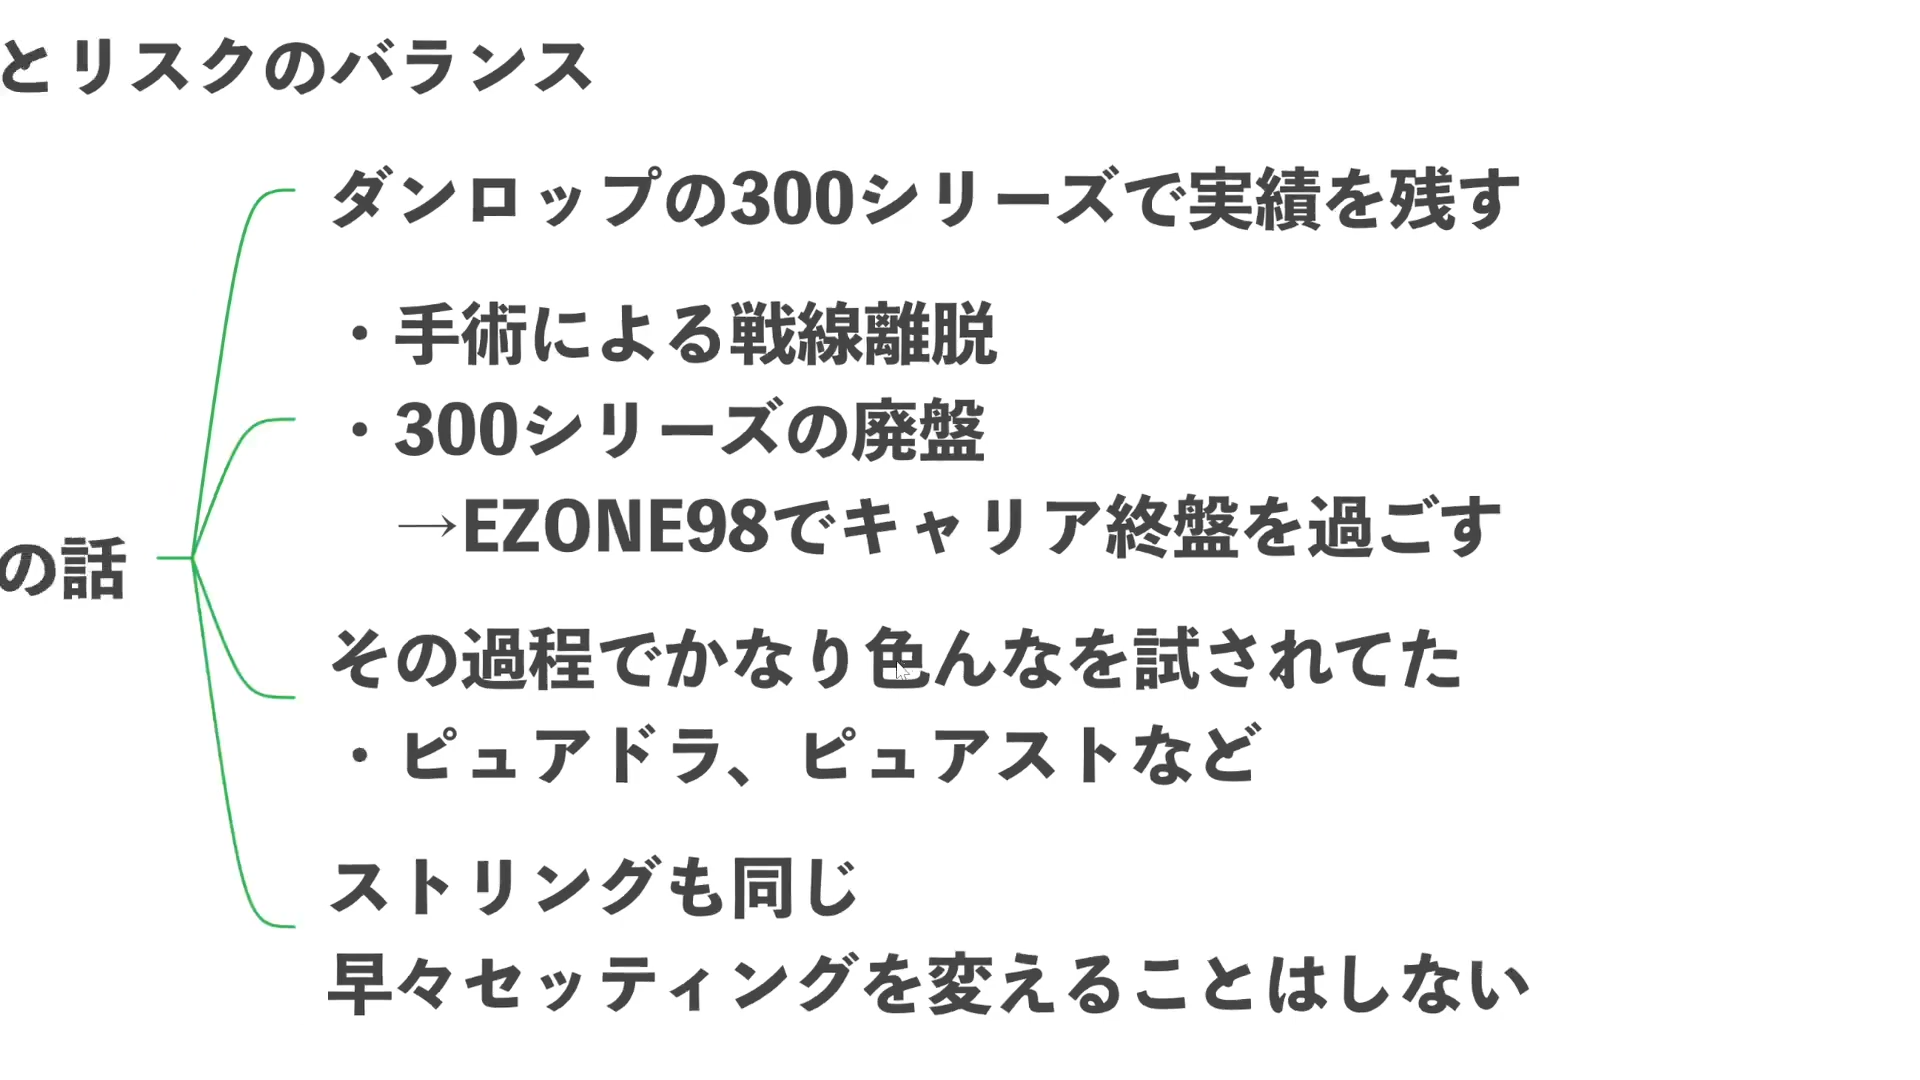 とリスクのバランス
ダンロップの300シリーズで実績を残す
・手術による戦線離脱
・300シリーズの廃盤
→EZONE98でキャリア終盤を過ごす
の話
その過程でかなり色んなを試されてた
・ピュアドラ、ピュアストなど
ストリングも同じ
早々セッティングを変えることはしない